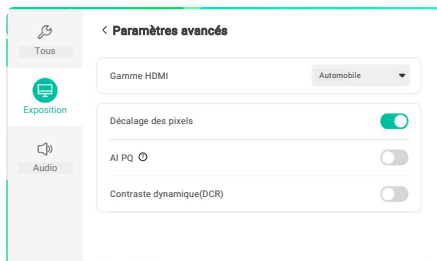 Tous
Exposition
Audio
Paramètres avancés
Gamme HDMI
Automobile
Décalage des pixels
AI PQ
Contraste dynamique(DCR)